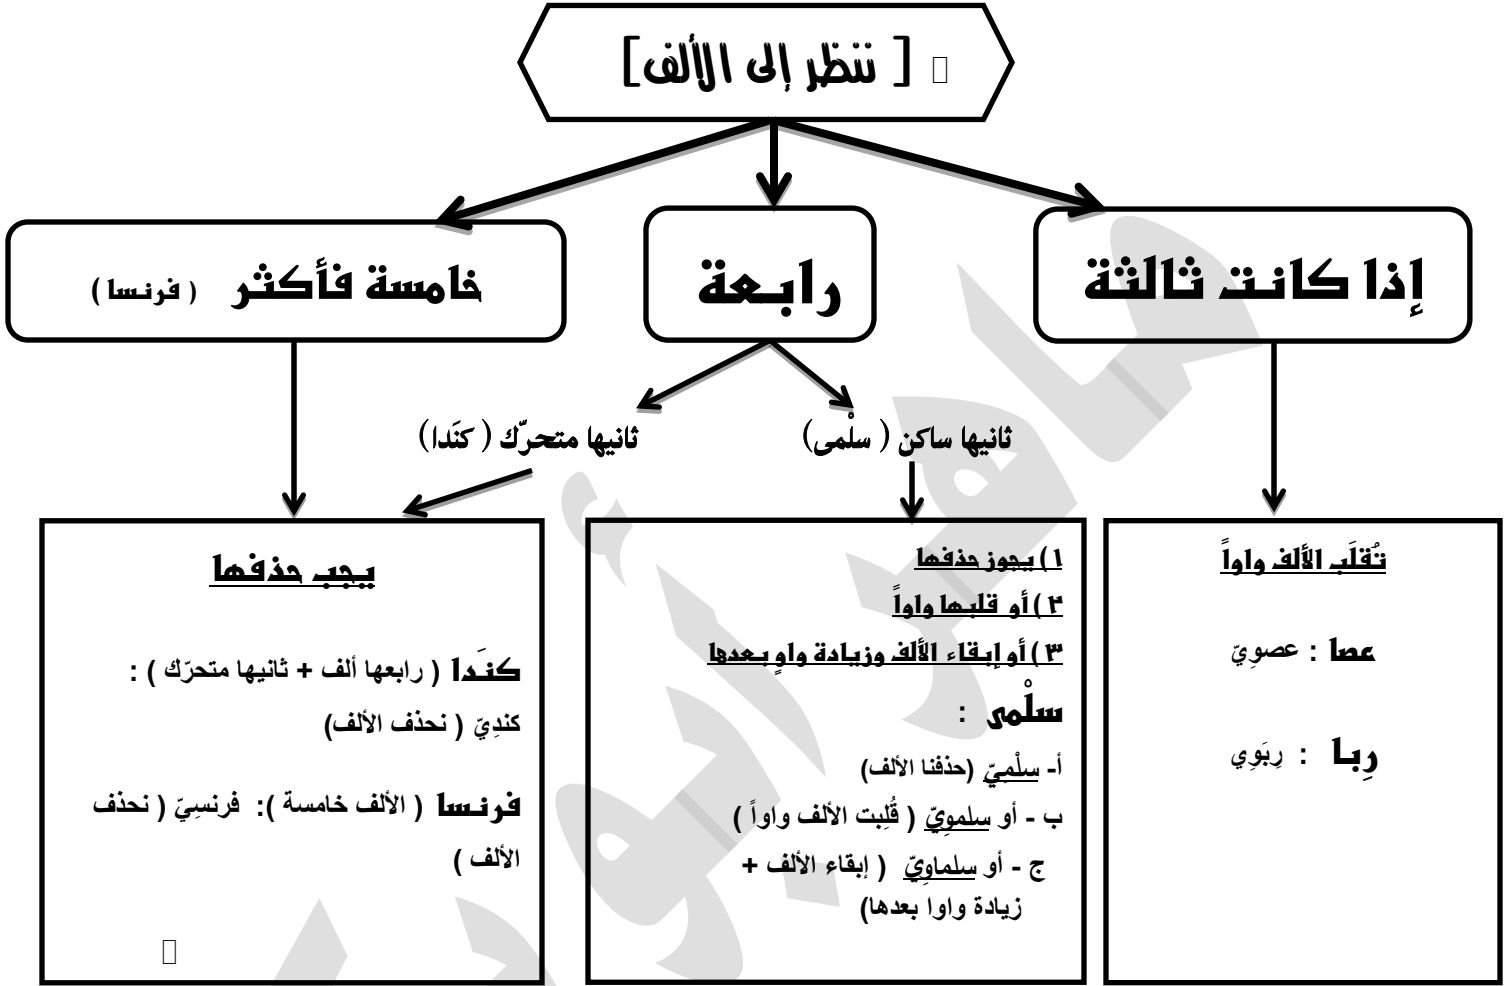 [ ننظر إلى الألف]
إذا كانت ثالثة
رابعة
خامسة فأكثر ( فرنسا )
ثانيها ساكن ( سلْمى)
ثانيها متحرّك ( كنَدا)
تُقلَب الألف واواً
عصا : عصوِيّ
رِبا : رِبَوِي
١) يجوز حذفها
٢) أو قلبها واواً
٣) أو إبقاء الألف وزيادة واوٍ بعدها
سلْمى :
أ- سلْمِيّ (حذفنا الألف)
ب - أو سلموِيّ ( قُلِبت الألف واواً )
ج - أو سلماوِيّ ( إبقاء الألف +
زيادة واوا بعدها)
يجب حذفها
كنَدا ( رابعها ألف + ثانيها متحرّك ) :
كندِيّ ( نحذف الألف)
فرنسا ( الألف خامسة ): فرنسِيّ ( نحذف
الألف )